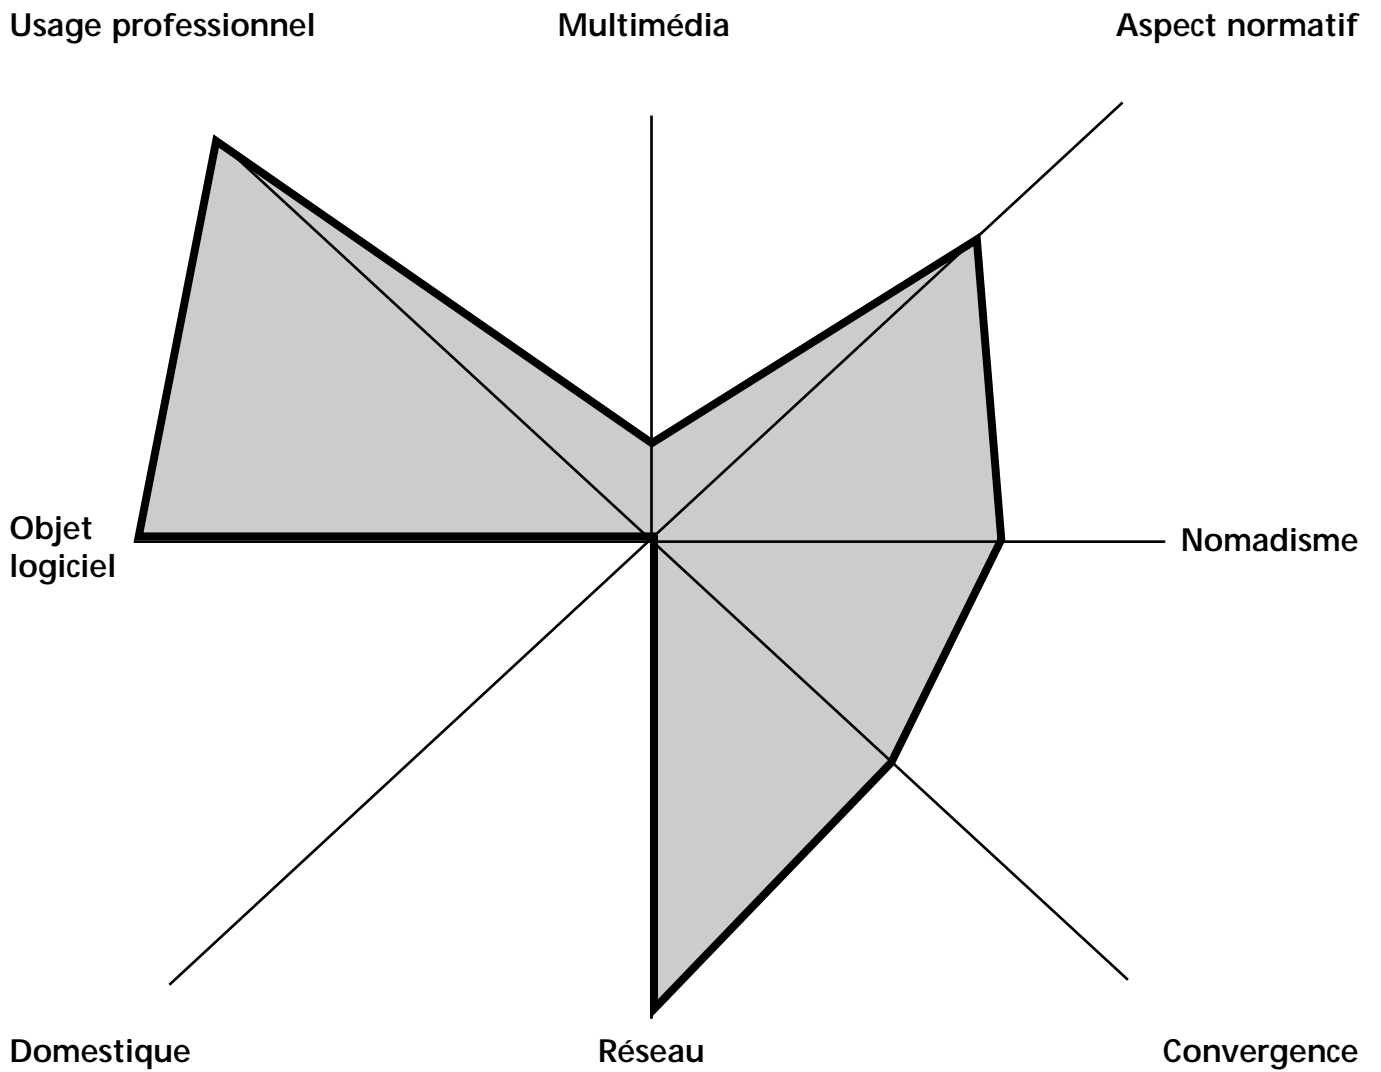 Usage professionnel
Multimédia
Aspect normatif
Objet
logiciel
Nomadisme
Domestique
Réseau
Convergence